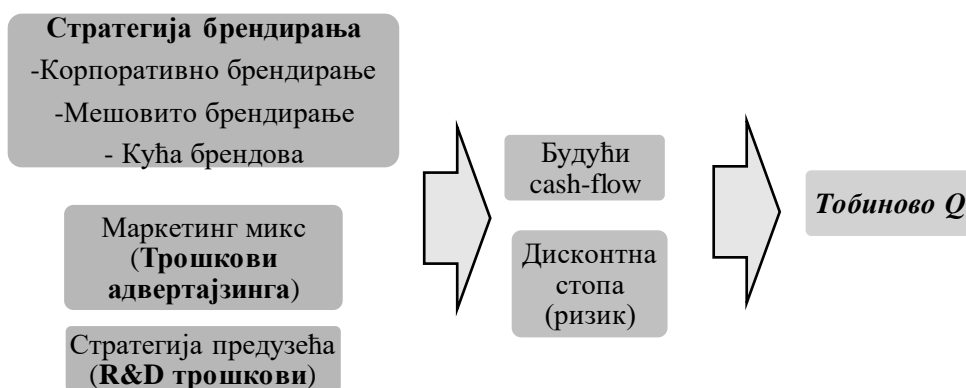 Стратегија брендирања
-Корпоративно брендирање
-Мешовито брендирање
- Кућа брендова
Маркетинг микс
(Трошкови
адвертајзинга)
Стратегија предузећа
(R&D трошкови)
Будући
cash-flow
Дисконтна
стопа
(ризик)
Тобиново Q